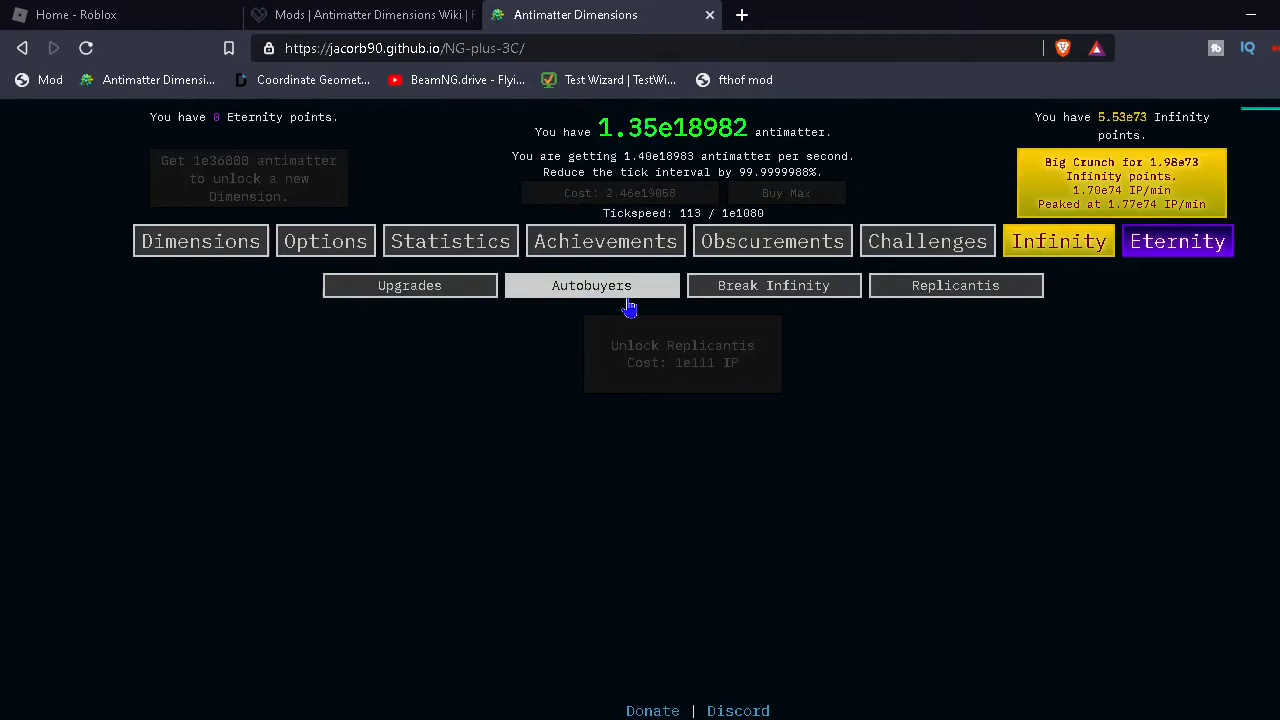 Home - Roblox
Mods | Antimatter Dimensions Wiki | F
Antimatter Dimensions
https://jacorb90.github.io/NG-plus-3C/
Mod
Antimatter Dimensi...
Coordinate Geomet...
BeamNG.drive - Flyi...
Test Wizard | TestWi...
fthof mod
You have 0 Eternity points.
You have 1.35e18982 antimatter.
You have 5.53e73 Infinity
points.
Get 1e36000 antimatter
to unlock a new
Dimension.
You are getting 1.40e18983 antimatter per second.
Reduce the tick interval by 99.9999988%.
Cost: 2.46e19058
Buy Max
Tickspeed: 113 / 1e1080
Big Crunch for 1.98e73
Infinity points.
1.70e74 IP/min
Peaked at 1.77e74 IP/min
Dimensions
Options
Statistics
Achievements
Obscurements
Challenges
Infinity
Eternity
Upgrades
Autobuyers
Break Infinity
Replicantis
Unlock Replicantis
Cost: 1e111 IP
Donate | Discord